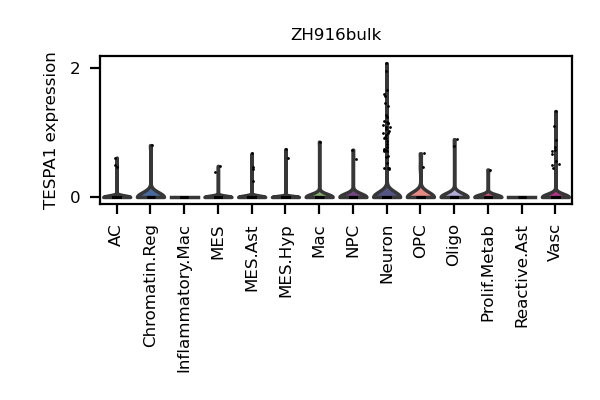 ZH916bulk
TESPA1 expression
2
0
AC
Chromatin.Reg
Inflammatory.Mac
MES
MES.Ast
MES.Hyp
Mac
NPC
Neuron
OPC
Oligo
Prolif.Metab
Reactive.Ast
Vasc